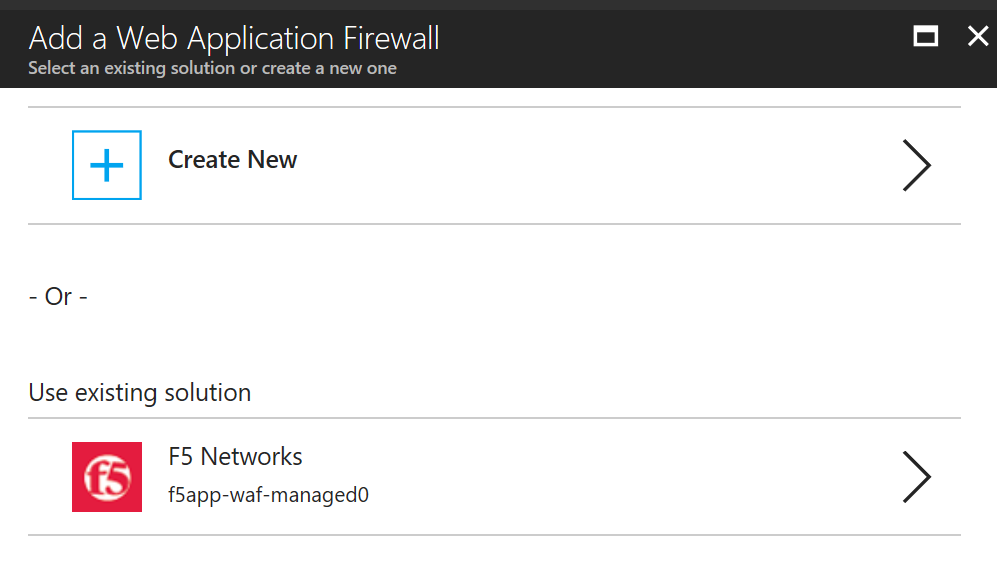 Add a Web Application Firewall
Select an existing solution or create a new one
Create New
- Or -
Use existing solution
f5
F5 Networks
f5app-waf-managed0